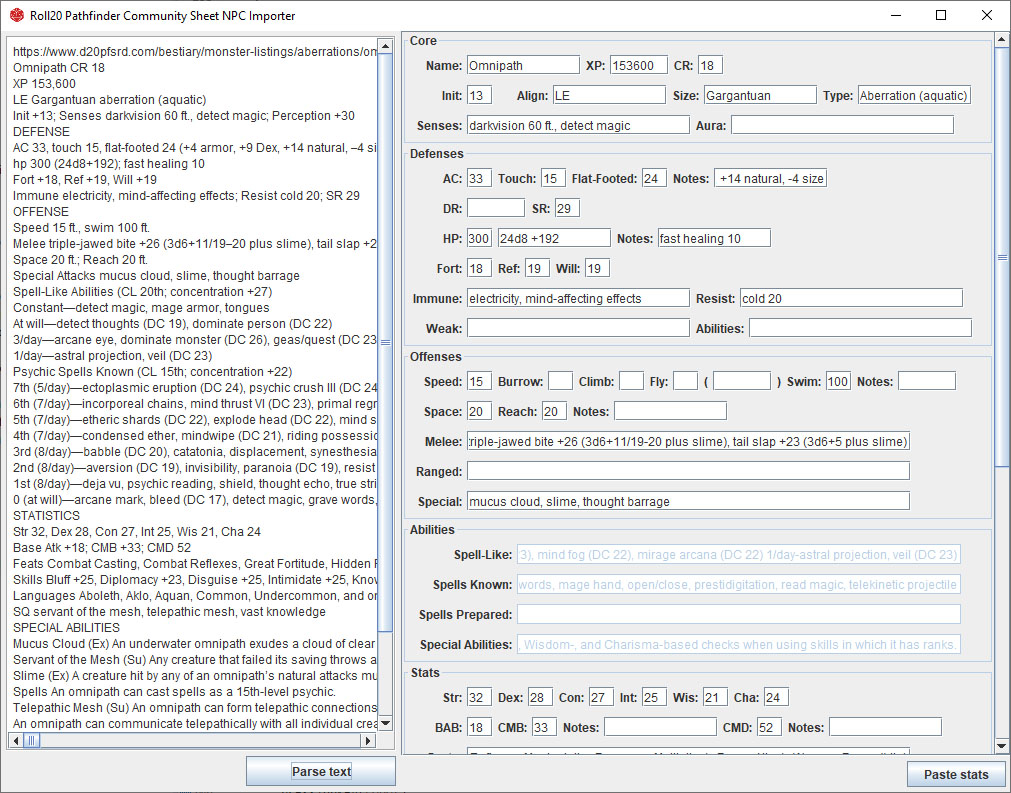 Roll20 Pathfinder Community Sheet NPC Importer
https://www.d20pfsrd.com/bestiary/monster-listings/aberrations/om
Omnipath CR 18
XP 153,600
LE Gargantuan aberration (aquatic)
Init +13; Senses darkvision 60 ft., detect magic; Perception +30
DEFENSE
AC 33, touch 15, flat-footed 24 (+4 armor, +9 Dex, +14 natural, –4 si
hp 300 (24d8+192); fast healing 10
Fort +18, Ref +19, Will +19
Immune electricity, mind-affecting effects; Resist cold 20; SR 29
OFFENSE
Speed 15 ft., swim 100 ft.
Melee triple-jawed bite +26 (3d6+11/19–20 plus slime), tail slap +2
Space 20 ft.; Reach 20 ft.
Special Attacks mucus cloud, slime, thought barrage
Spell-Like Abilities (CL 20th; concentration +27)
Constant—detect magic, mage armor, tongues
At will—detect thoughts (DC 19), dominate person (DC 22)
3/day—arcane eye, dominate monster (DC 26), geas/quest (DC 23
1/day—astral projection, veil (DC 23)
Psychic Spells Known (CL 15th; concentration +22)
7th (5/day)—ectoplasmic eruption (DC 24), psychic crush III (DC 24
6th (7/day)—incorporeal chains, mind thrust VI (DC 23), primal regr
5th (7/day)—etheric shards (DC 22), explode head (DC 22), mind s
4th (7/day)—condensed ether, mindwipe (DC 21), riding possessio
3rd (8/day)—babble (DC 20), catatonia, displacement, synesthesia
2nd (8/day)—aversion (DC 19), invisibility, paranoia (DC 19), resist
1st (8/day)—deja vu, psychic reading, shield, thought echo, true stri
0 (at will)—arcane mark, bleed (DC 17), detect magic, grave words,
STATISTICS
Str 32, Dex 28, Con 27, Int 25, Wis 21, Cha 24
Base Atk +18; CMB +33; CMD 52
Feats Combat Casting, Combat Reflexes, Great Fortitude, Hidden F
Skills Bluff +25, Diplomacy +23, Disguise +25, Intimidate +25, Know
Languages Aboleth, Aklo, Aquan, Common, Undercommon, and or
SQ servant of the mesh, telepathic mesh, vast knowledge
SPECIAL ABILITIES
Mucus Cloud (Ex) An underwater omnipath exudes a cloud of clear
Servant of the Mesh (Su) Any creature that failed its saving throws a
Slime (Ex) A creature hit by any of an omnipath's natural attacks mu
Spells An omnipath can cast spells as a 15th-level psychic.
Telepathic Mesh (Su) An omnipath can form telepathic connections
An omnipath can communicate telepathically with all individual crea
Parse text
Core
Name: Omnipath XP: 153600 CR: 18
Init: 13 Align: LE Size: Gargantuan Type: Aberration (aquatic)
Senses: darkvision 60 ft., detect magic Aura:
Defenses
AC: 33 Touch: 15 Flat-Footed: 24 Notes: +14 natural, -4 size
DR: SR: 29
HP: 300 24d8 +192 Notes: fast healing 10
Fort: 18 Ref: 19 Will: 19
Immune: electricity, mind-affecting effects Resist: cold 20
Weak: Abilities:
Offenses
Speed: 15 Burrow: Climb: Fly: ( ) Swim: 100 Notes:
Space: 20 Reach: 20 Notes:
Melee: triple-jawed bite +26 (3d6+11/19-20 plus slime), tail slap +23 (3d6+5 plus slime)
Ranged:
Special: mucus cloud, slime, thought barrage
Abilities
Spell-Like: 3), mind fog (DC 22), mirage arcana (DC 22) 1/day-astral projection, veil (DC 23)
Spells Known: words, mage hand, open/close, prestidigitation, read magic, telekinetic projectile
Spells Prepared:
Special Abilities: , Wisdom-, and Charisma-based checks when using skills in which it has ranks.
Stats
Str: 32 Dex: 28 Con: 27 Int: 25 Wis: 21 Cha: 24
BAB: 18 CMB: 33 Notes: CMD: 52 Notes:
Paste stats